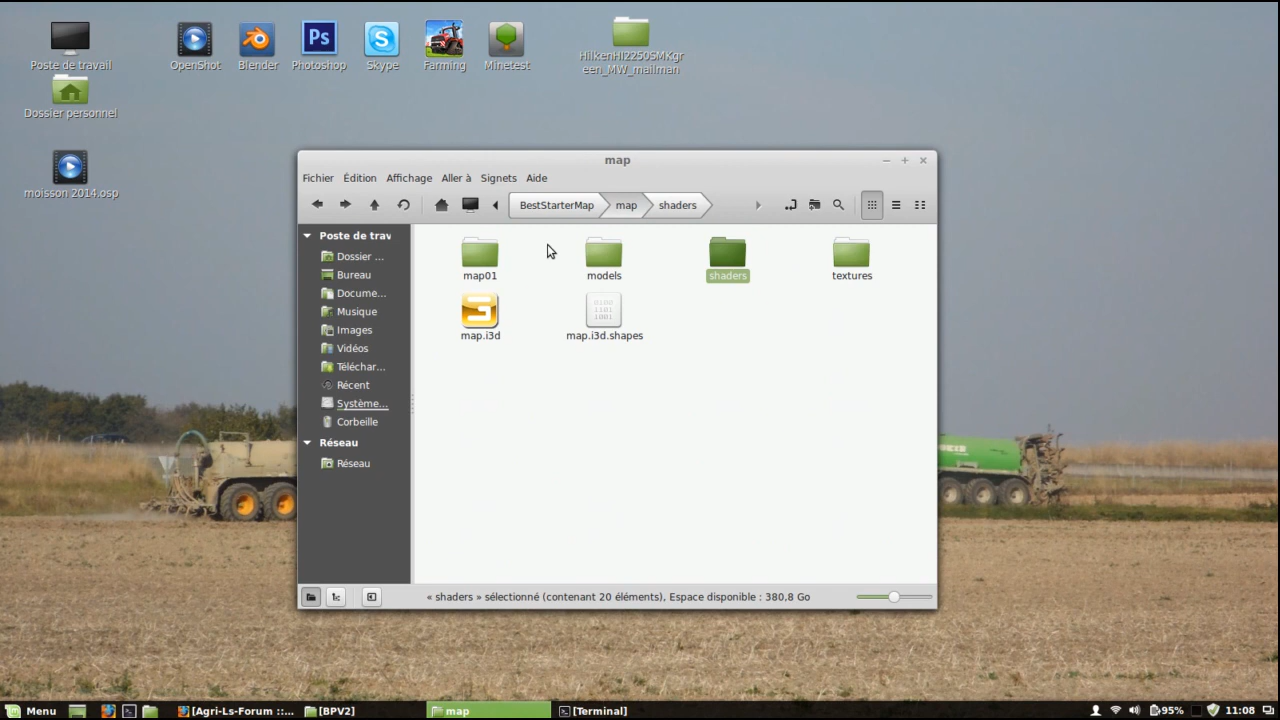 Poste de travail
OpenShot
Blender
Ps
Photoshop
Skype
Farming
Minetest
HilkenHI2250SMKgr
een_MW_mailman
Dossier personnel
moisson 2014.osp
map
Fichier Édition Affichage Aller à Signets Aide
BestStarterMap map shaders
Poste de trav
Dossier ...
Bureau
Docume...
Musique
Images
Vidéos
Téléchar...
Récent
Système...
Corbeille
Réseau
Réseau
map01
models
shaders
textures
map.i3d
map.i3d.shapes
« shaders » sélectionné (contenant 20 éléments), Espace disponible : 380,8 Go
Menu
[Agri-Ls-Forum ::...
[BPV2]
map
[Terminal]
95%
11:08